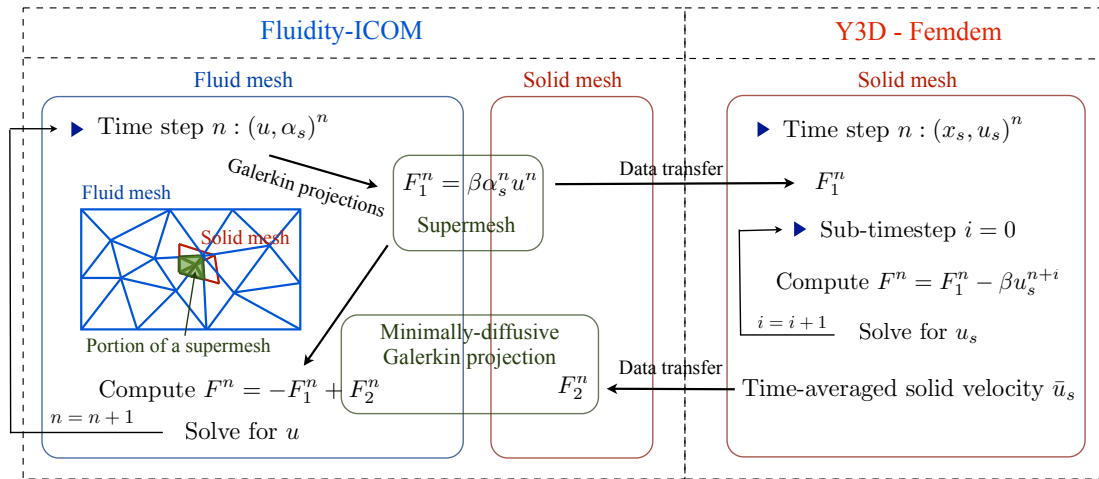 Fluidity-ICOM
Y3D - Femdem
Fluid mesh
Solid mesh
Solid mesh
Time step n : (u, α_s)^n
Galerkin projections
F_1^n = βα_s^n u^n
Supermesh
Data transfer
Time step n : (x_s, u_s)^n
F_1^n
Fluid mesh
Solid mesh
Portion of a supermesh
Sub-timestep i = 0
Compute F^n = F_1^n − βu_s^{n+i}
i = i + 1
Solve for u_s
Minimally-diffusive
Galerkin projection
Compute F^n = −F_1^n + F_2^n
F_2^n
Data transfer
Time-averaged solid velocity ū_s
n = n + 1
Solve for u